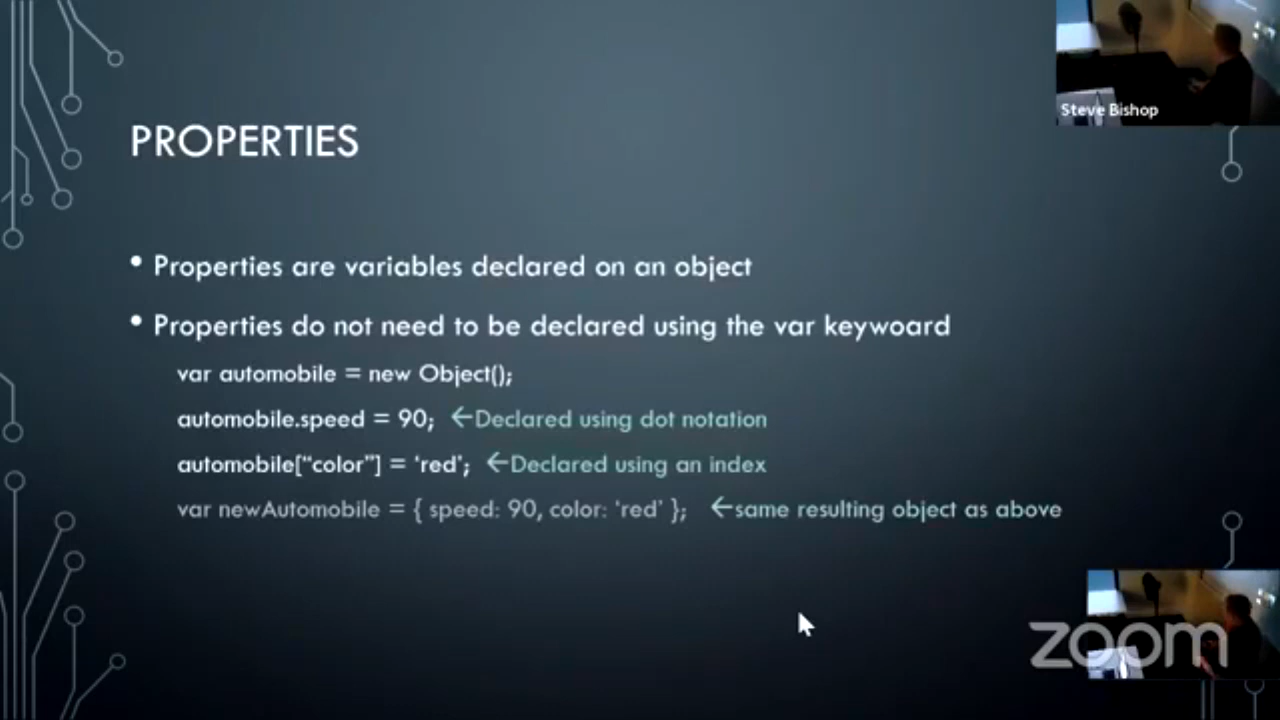 Steve Bishop
PROPERTIES
• Properties are variables declared on an object
• Properties do not need to be declared using the var keywoard
var automobile = new Object();
automobile.speed = 90; ←Declared using dot notation
automobile[“color”] = ‘red’; ←Declared using an index
var newAutomobile = { speed: 90, color: ‘red’ }; ←same resulting object as above
zoom